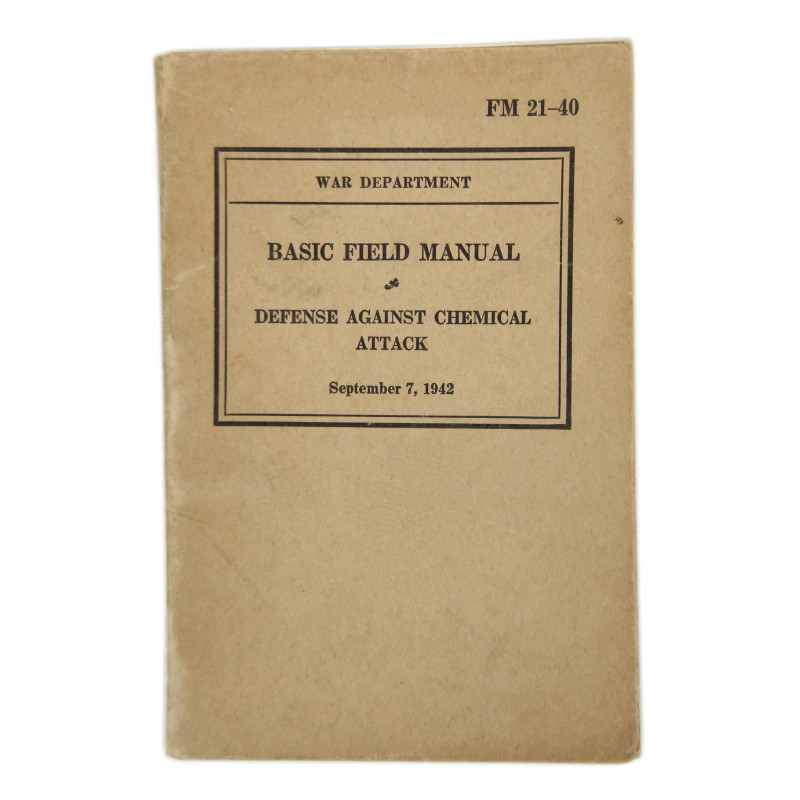 FM 21–40
WAR DEPARTMENT
BASIC FIELD MANUAL
DEFENSE AGAINST CHEMICAL
ATTACK
September 7, 1942